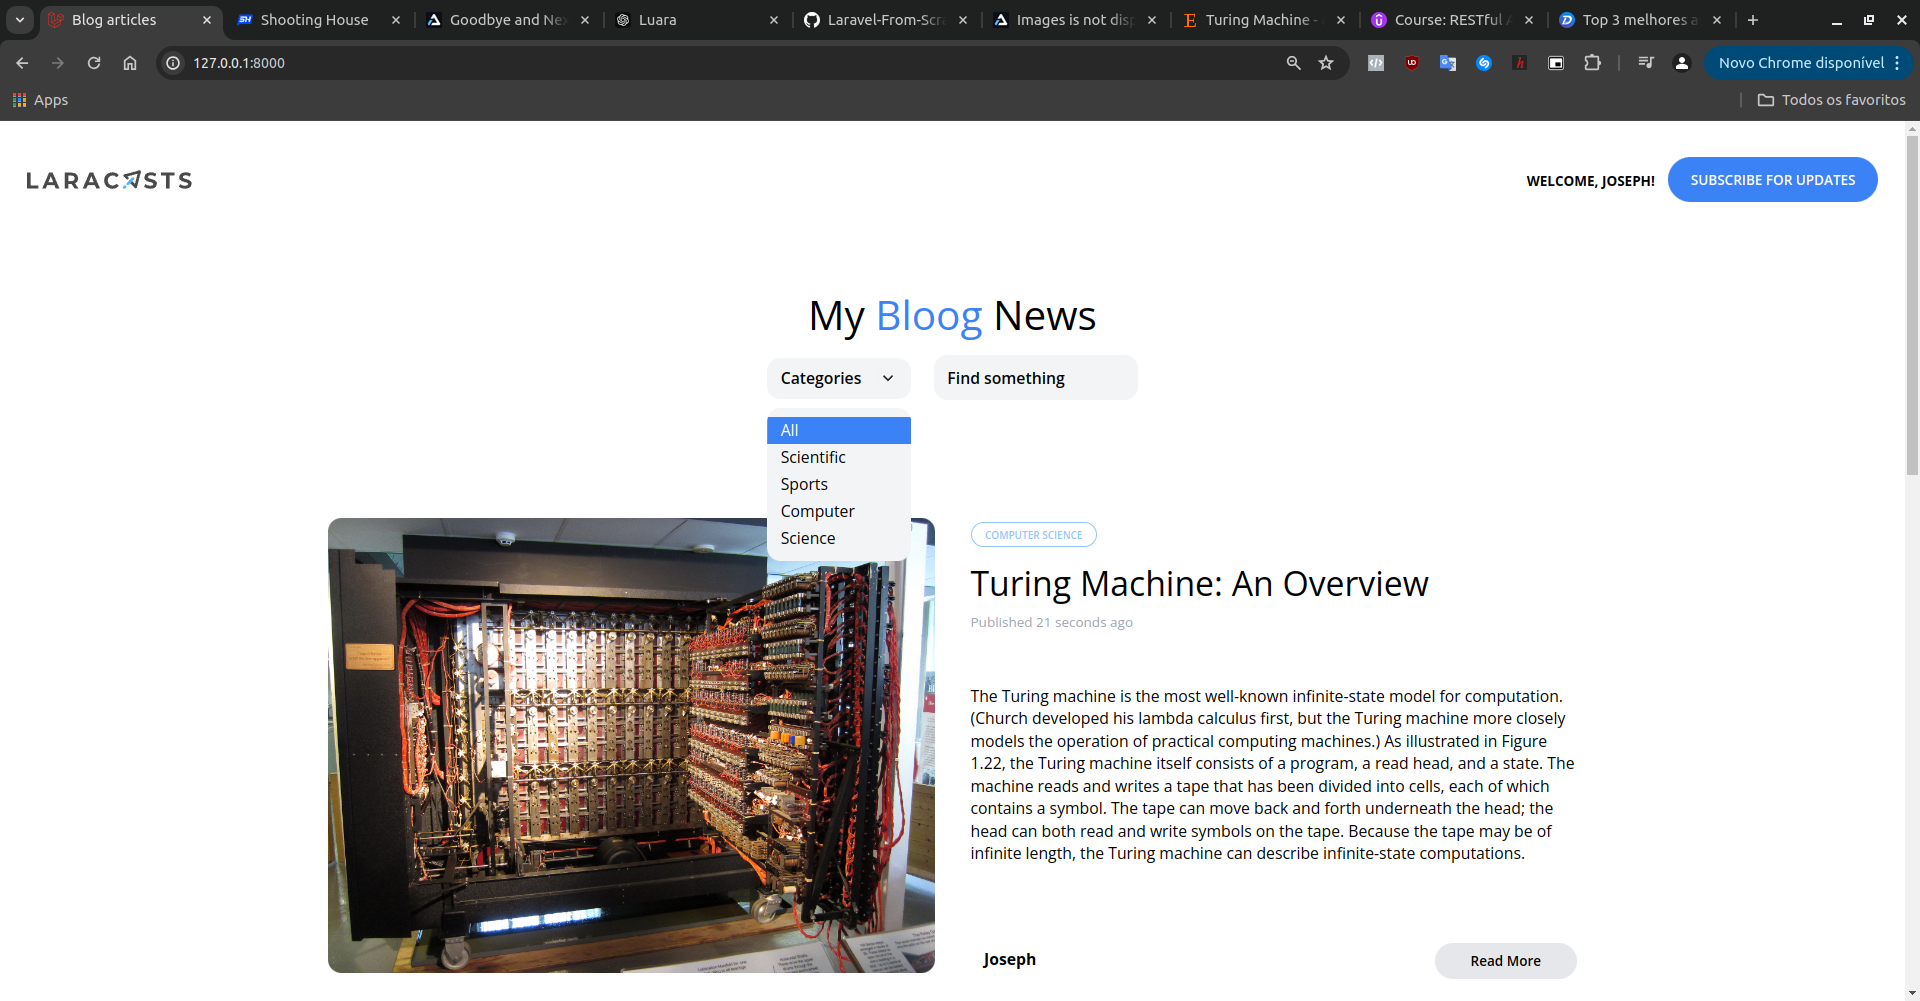 Blog articles
Shooting House
Goodbye and Nex
Luara
Laravel-From-Scra
Images is not disp
Turing Machine -
Course: RESTful A
Top 3 melhores a
127.0.0.1:8000
Novo Chrome disponível
Apps
Todos os favoritos
LARACASTS
WELCOME, JOSEPH!
SUBSCRIBE FOR UPDATES
My Bloog News
Categories
Find something
All
Scientific
Sports
Computer
Science
COMPUTER SCIENCE
Turing Machine: An Overview
Published 21 seconds ago
The Turing machine is the most well-known infinite-state model for computation.
(Church developed his lambda calculus first, but the Turing machine more closely
models the operation of practical computing machines.) As illustrated in Figure
1.22, the Turing machine itself consists of a program, a read head, and a state. The
machine reads and writes a tape that has been divided into cells, each of which
contains a symbol. The tape can move back and forth underneath the head; the
head can both read and write symbols on the tape. Because the tape may be of
infinite length, the Turing machine can describe infinite-state computations.
Joseph
Read More